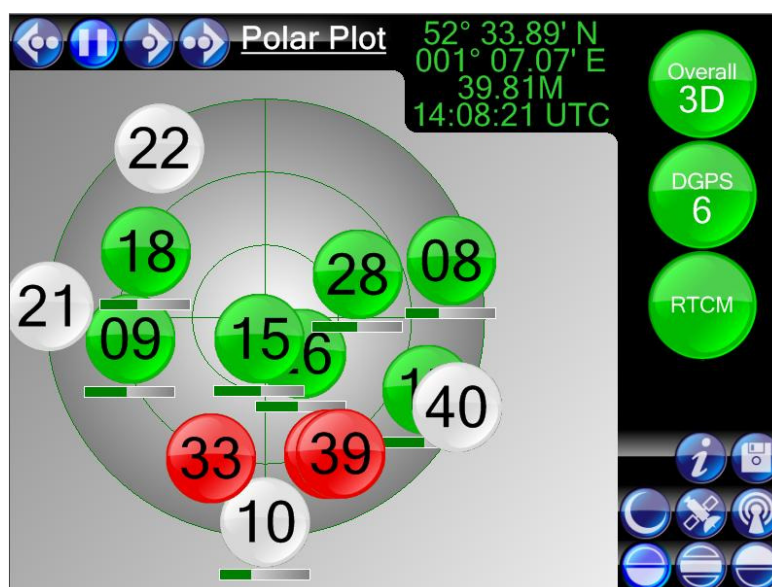 Polar Plot
52° 33.89' N
001° 07.07' E
39.81M
14:08:21 UTC
Overall
3D
DGPS
6
RTCM
22
18
28
08
21
09
15
40
33
39
10
i